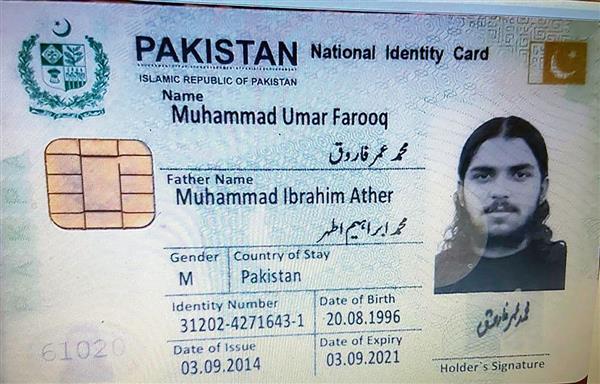 PAKISTAN National Identity Card
ISLAMIC REPUBLIC OF PAKISTAN
Name
Muhammad Umar Farooq
محمد عمر فاروق
Father Name
Muhammad Ibrahim Ather
محمد ابراہیم اطہر
Gender Country of Stay
M Pakistan
Identity Number Date of Birth
31202-4271643-1 20.08.1996
Date of Issue Date of Expiry
03.09.2014 03.09.2021
61020
محمد عمر فاروق
Holder`s Signature